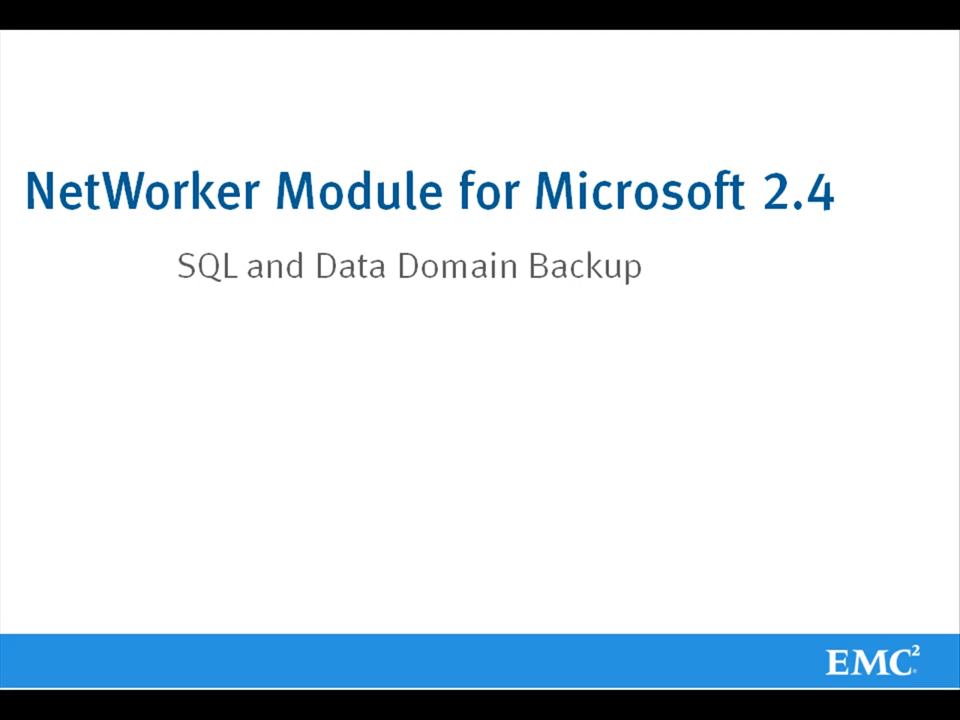 NetWorker Module for Microsoft 2.4
SQL and Data Domain Backup
EMC²